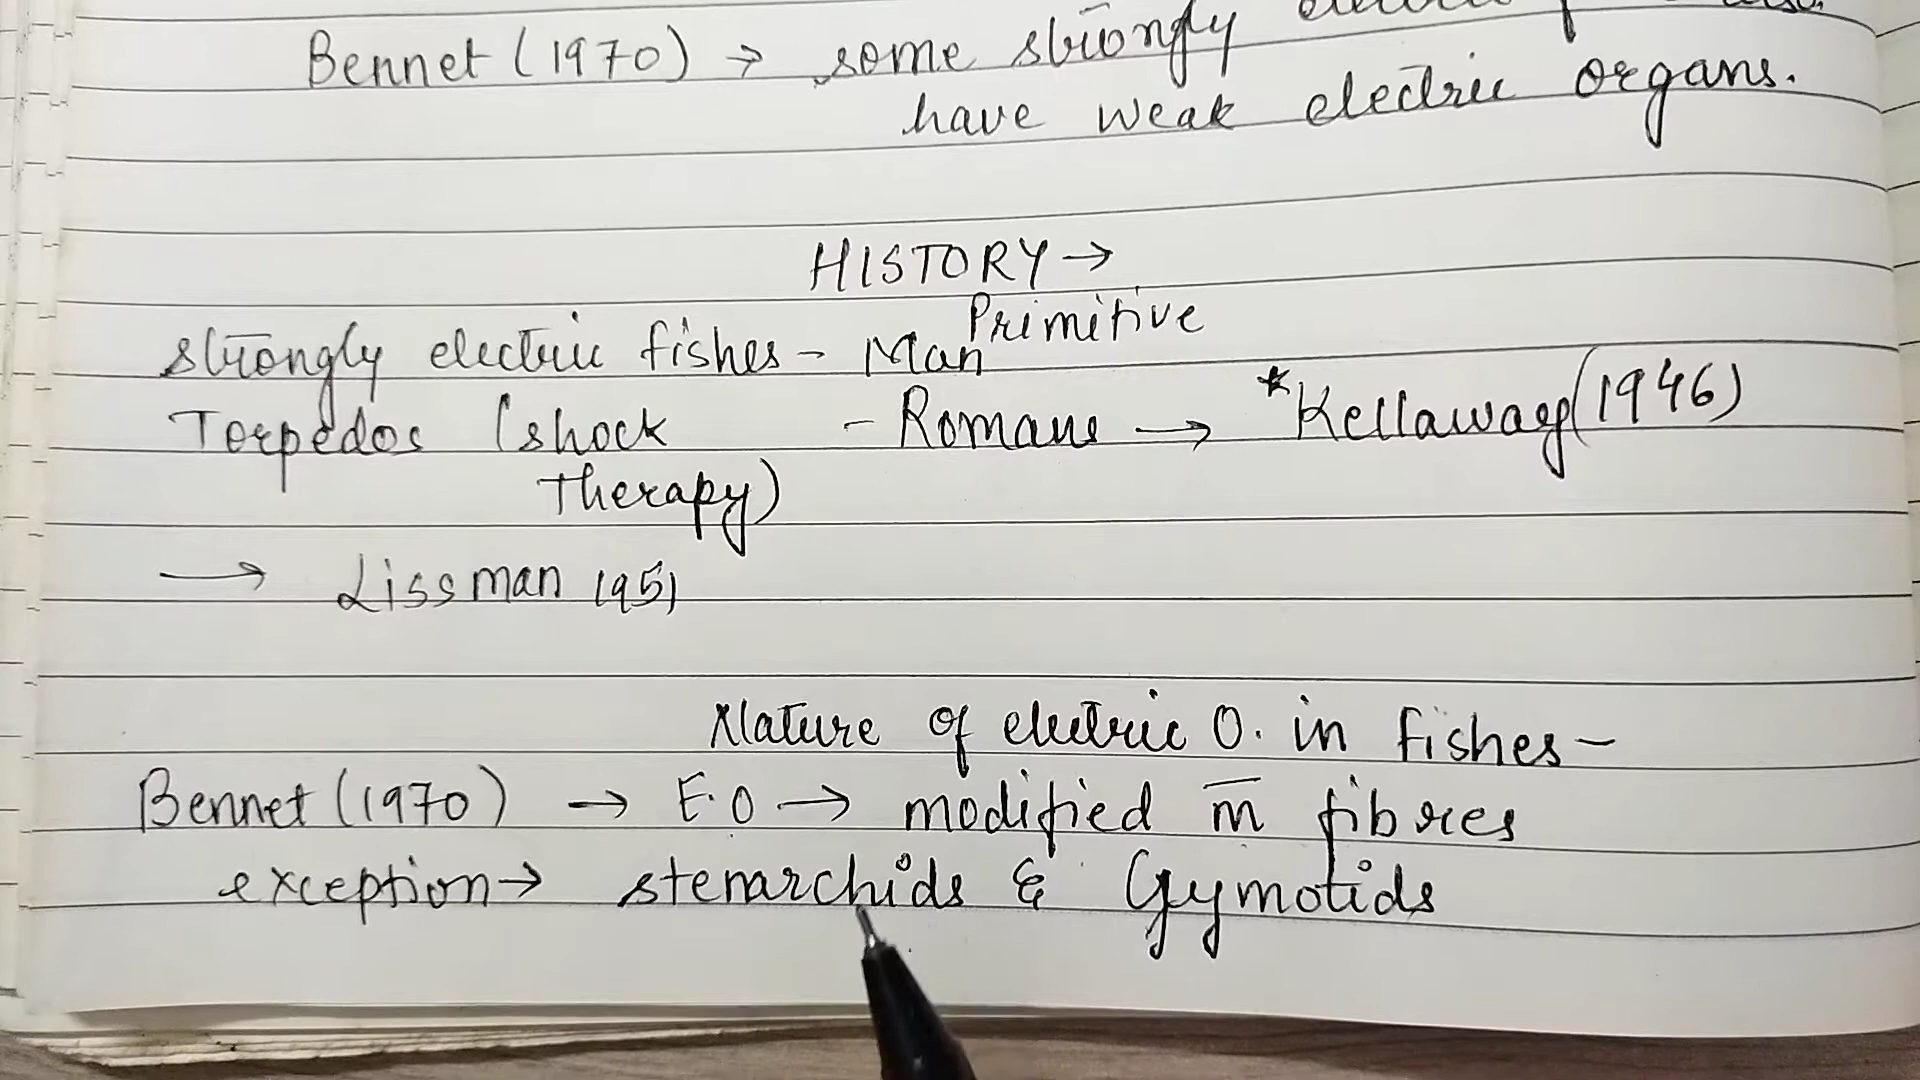 Bennet (1970) → some strongly
have weak electric organs.
HISTORY →
Primitive
strongly electric fishes - Man
Torpedos (shock - Romans → *Kellaway (1946)
Therapy)
→ Lissman 1951
Nature of electric O. in fishes -
Bennet (1970) → E.O → modified m̄ fibres
exception → sternarchids & Gymotids